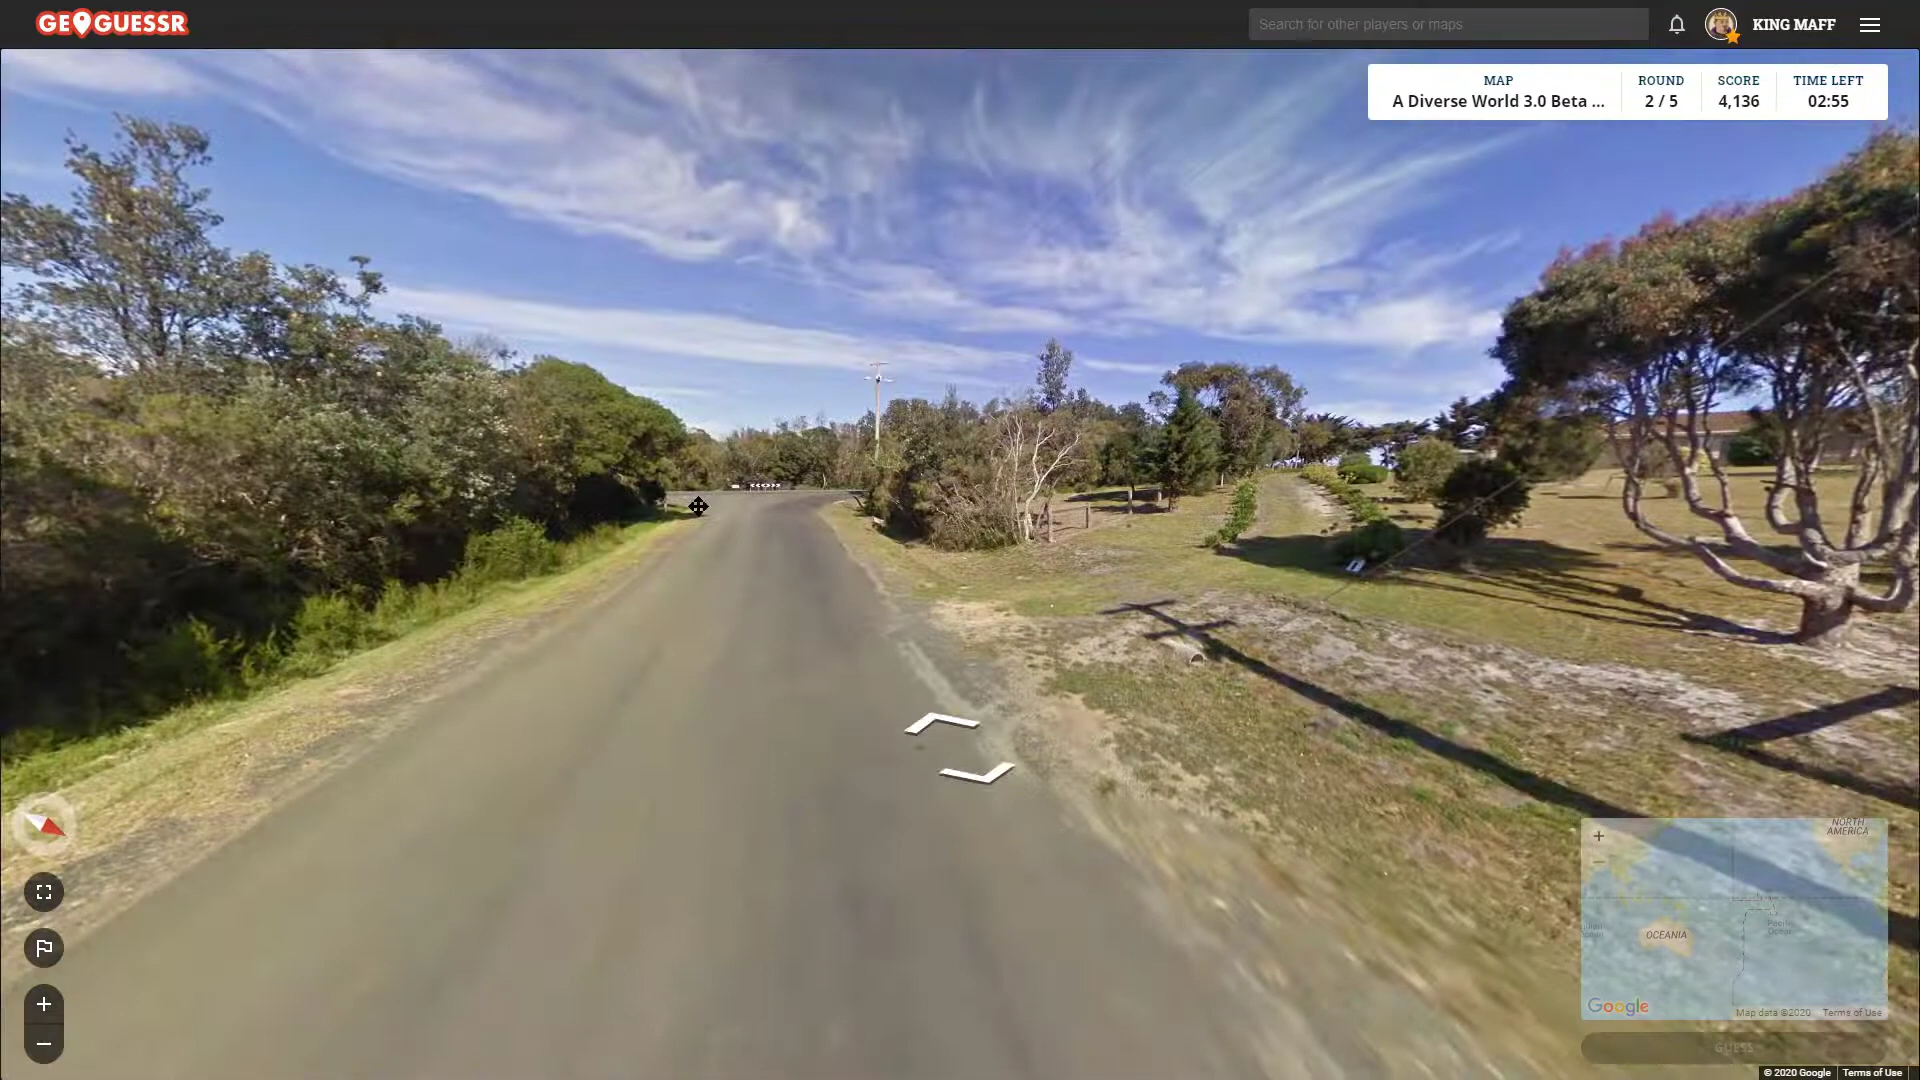 GEOGUESSR
Search for other players or maps
KING MAFF
MAP
A Diverse World 3.0 Beta ...
ROUND
2 / 5
SCORE
4,136
TIME LEFT
02:55
NORTH
AMERICA
OCEANIA
Pacific
Ocean
Google
Map data ©2020
Terms of Use
GUESS
© 2020 Google
Terms of Use